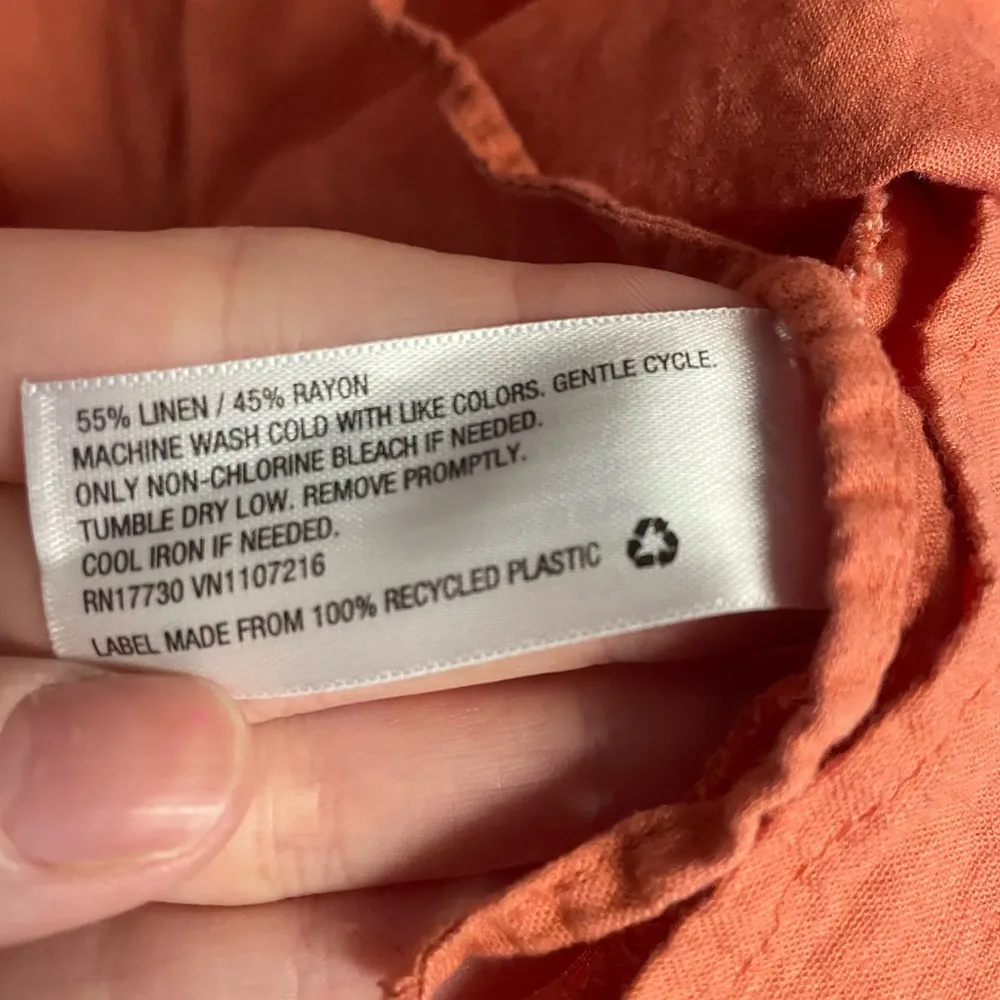 55% LINEN / 45% RAYON
MACHINE WASH COLD WITH LIKE COLORS. GENTLE CYCLE.
ONLY NON-CHLORINE BLEACH IF NEEDED.
TUMBLE DRY LOW. REMOVE PROMPTLY.
COOL IRON IF NEEDED.
RN17730 VN1107216
LABEL MADE FROM 100% RECYCLED PLASTIC